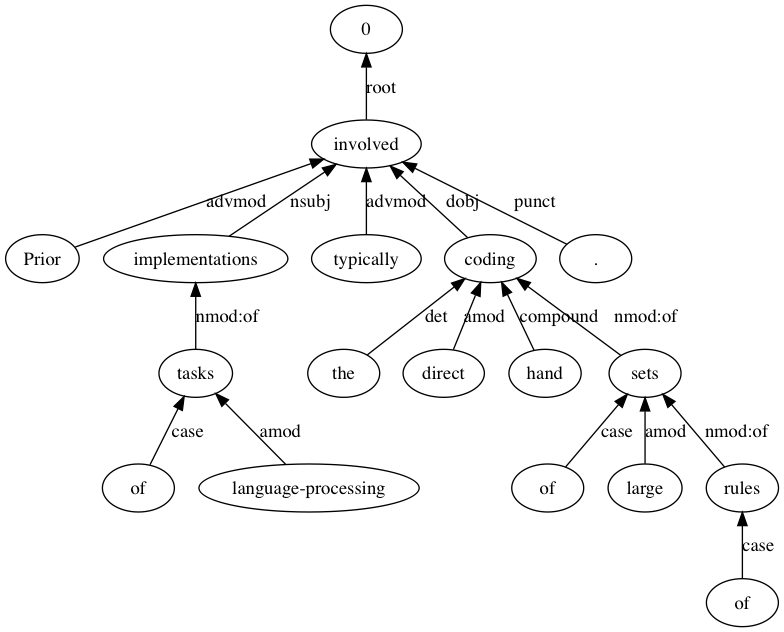 0
root
involved
advmod nsubj advmod dobj punct
Prior implementations typically coding .
nmod:of det amod compound nmod:of
tasks the direct hand sets
case amod case amod nmod:of
of language-processing of large rules
case
of